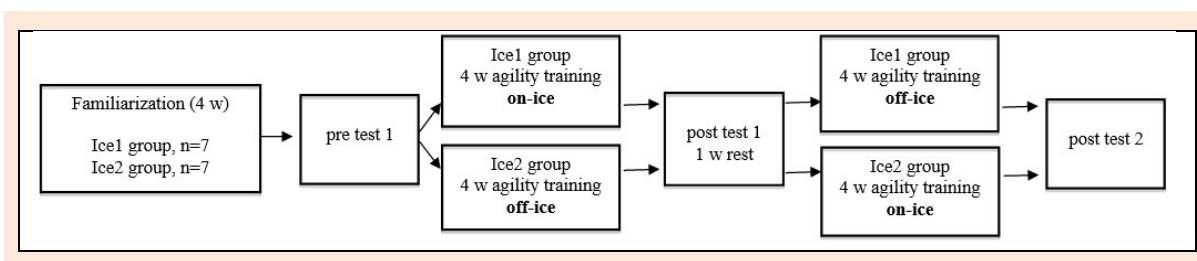 Familiarization (4 w)
Ice1 group, n=7
Ice2 group, n=7
pre test 1
Ice1 group
4 w agility training
on-ice
Ice2 group
4 w agility training
off-ice
post test 1
1 w rest
Ice1 group
4 w agility training
off-ice
Ice2 group
4 w agility training
on-ice
post test 2